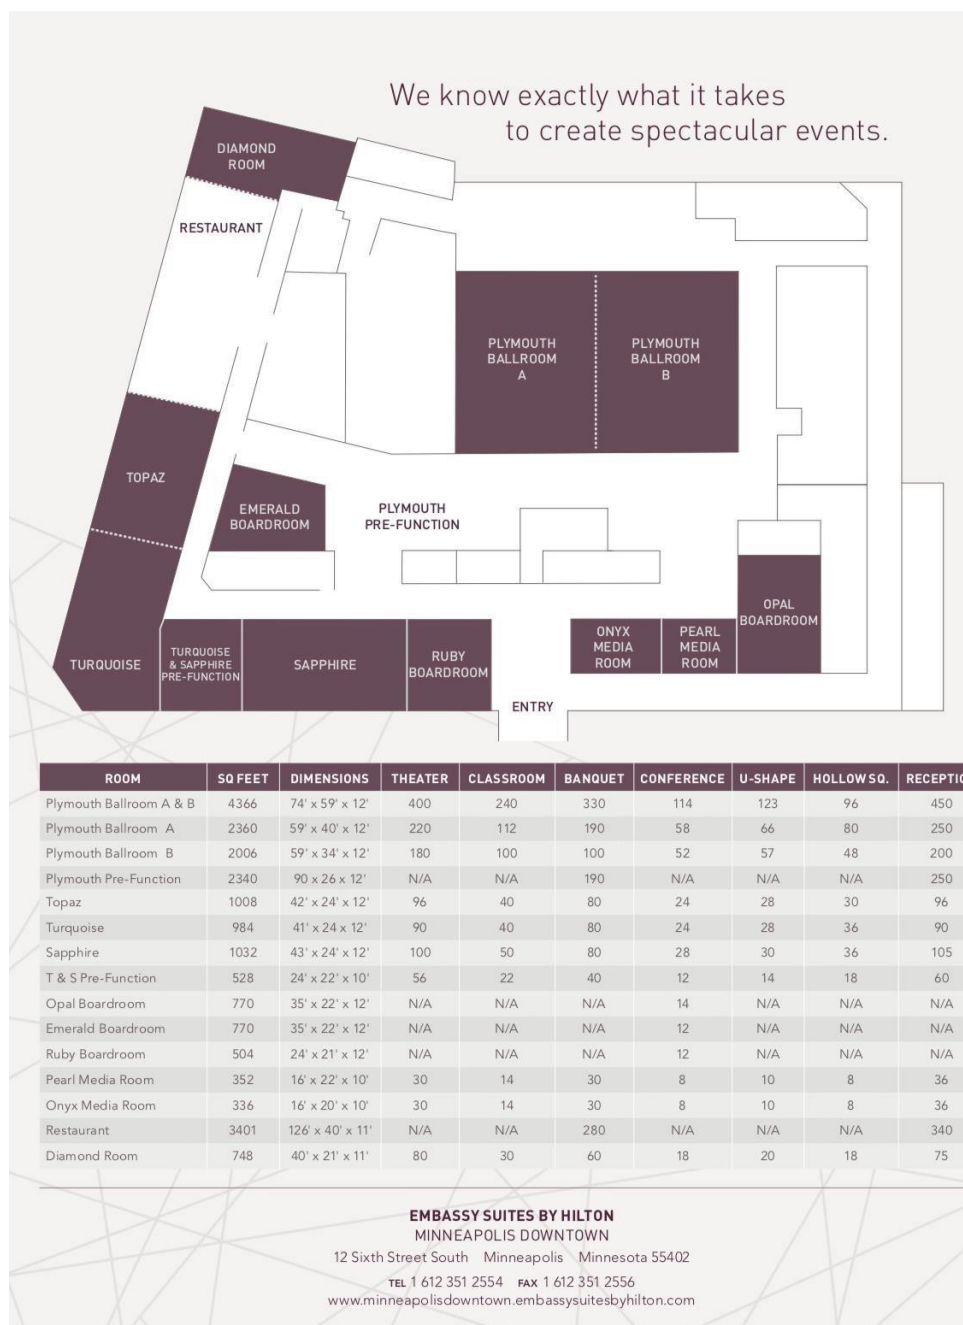 We know exactly what it takes
to create spectacular events.
DIAMOND
ROOM
RESTAURANT
PLYMOUTH
BALLROOM
A
PLYMOUTH
BALLROOM
B
TOPAZ
EMERALD
BOARDROOM
PLYMOUTH
PRE-FUNCTION
OPAL
BOARDROOM
TURQUOISE
TURQUOISE
& SAPPHIRE
PRE-FUNCTION
SAPPHIRE
RUBY
BOARDROOM
ONYX
MEDIA
ROOM
PEARL
MEDIA
ROOM
ENTRY
ROOM SQ FEET DIMENSIONS THEATER CLASSROOM BANQUET CONFERENCE U-SHAPE HOLLOW SQ. RECEPTIO
Plymouth Ballroom A & B 4366 74' x 59' x 12' 400 240 330 114 123 96 450
Plymouth Ballroom A 2360 59' x 40' x 12' 220 112 190 58 66 80 250
Plymouth Ballroom B 2006 59' x 34' x 12' 180 100 100 52 57 48 200
Plymouth Pre-Function 2340 90 x 26 x 12' N/A N/A 190 N/A N/A N/A 250
Topaz 1008 42' x 24' x 12' 96 40 80 24 28 30 96
Turquoise 984 41' x 24 x 12' 90 40 80 24 28 36 90
Sapphire 1032 43' x 24' x 12' 100 50 80 28 30 36 105
T & S Pre-Function 528 24' x 22' x 10' 56 22 40 12 14 18 60
Opal Boardroom 770 35' x 22' x 12' N/A N/A N/A 14 N/A N/A N/A
Emerald Boardroom 770 35' x 22' x 12' N/A N/A N/A 12 N/A N/A N/A
Ruby Boardroom 504 24' x 21' x 12' N/A N/A N/A 12 N/A N/A N/A
Pearl Media Room 352 16' x 22' x 10' 30 14 30 8 10 8 36
Onyx Media Room 336 16' x 20' x 10' 30 14 30 8 10 8 36
Restaurant 3401 126' x 40' x 11' N/A N/A 280 N/A N/A N/A 340
Diamond Room 748 40' x 21' x 11' 80 30 60 18 20 18 75
EMBASSY SUITES BY HILTON
MINNEAPOLIS DOWNTOWN
12 Sixth Street South Minneapolis Minnesota 55402
TEL 1 612 351 2554 FAX 1 612 351 2556
www.minneapolisdowntown.embassysuitesbyhilton.com